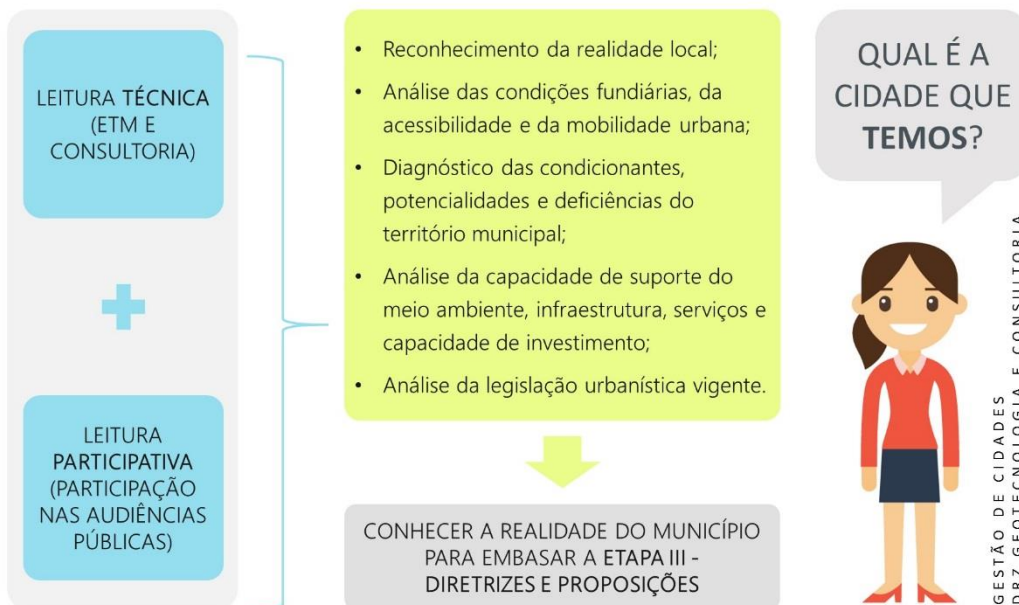 LEITURA TÉCNICA
(ETM E
CONSULTORIA)
LEITURA
PARTICIPATIVA
(PARTICIPAÇÃO
NAS AUDIÊNCIAS
PÚBLICAS)
• Reconhecimento da realidade local;
• Análise das condições fundiárias, da
acessibilidade e da mobilidade urbana;
• Diagnóstico das condicionantes,
potencialidades e deficiências do
território municipal;
• Análise da capacidade de suporte do
meio ambiente, infraestrutura, serviços e
capacidade de investimento;
• Análise da legislação urbanística vigente.
CONHECER A REALIDADE DO MUNICÍPIO
PARA EMBASAR A ETAPA III -
DIRETRIZES E PROPOSIÇÕES
QUAL É A
CIDADE QUE
TEMOS?
GESTÃO DE CIDADES
DRZ GEOTECNOLOGIA E CONSULTORIA